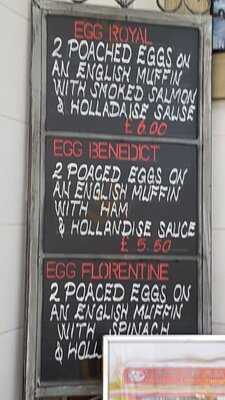 EGG ROYAL
2 POACHED EGGS ON
AN ENGLISH MUFFIN
WITH SMOKED SALMON
& HOLLADAISE SAUSE
£ 6.00
EGG BENEDICT
2 POACED EGGS ON
AN ENGLISH MUFFIN
WITH HAM
& HOLLANDISE SAUCE
£ 5.50
EGG FLORENTINE
2 POACED EGGS ON
AN ENGLISH MUFFIN
WITH SPINACH
& HOLL